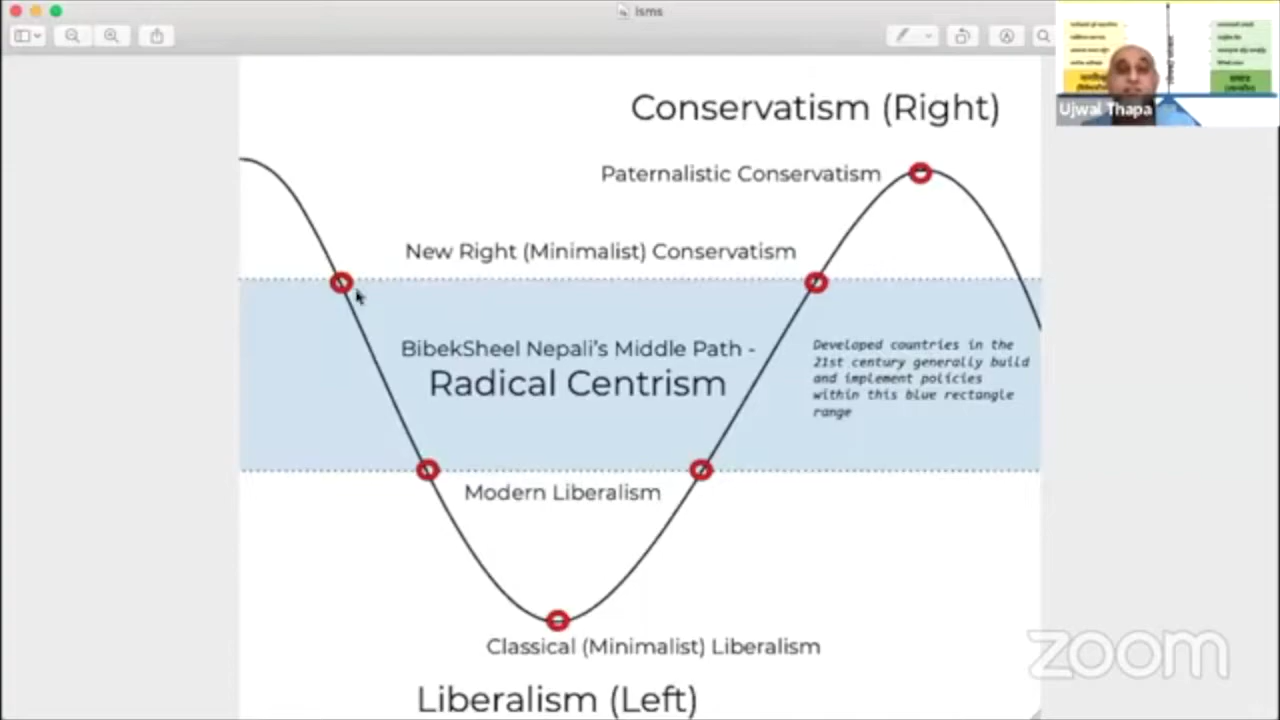 isms
Ujwal Thapa
Conservatism (Right)
Paternalistic Conservatism
New Right (Minimalist) Conservatism
BibekSheel Nepali's Middle Path -
Radical Centrism
Developed countries in the
21st century generally build
and implement policies
within this blue rectangle
range
Modern Liberalism
Classical (Minimalist) Liberalism
Liberalism (Left)
zoom